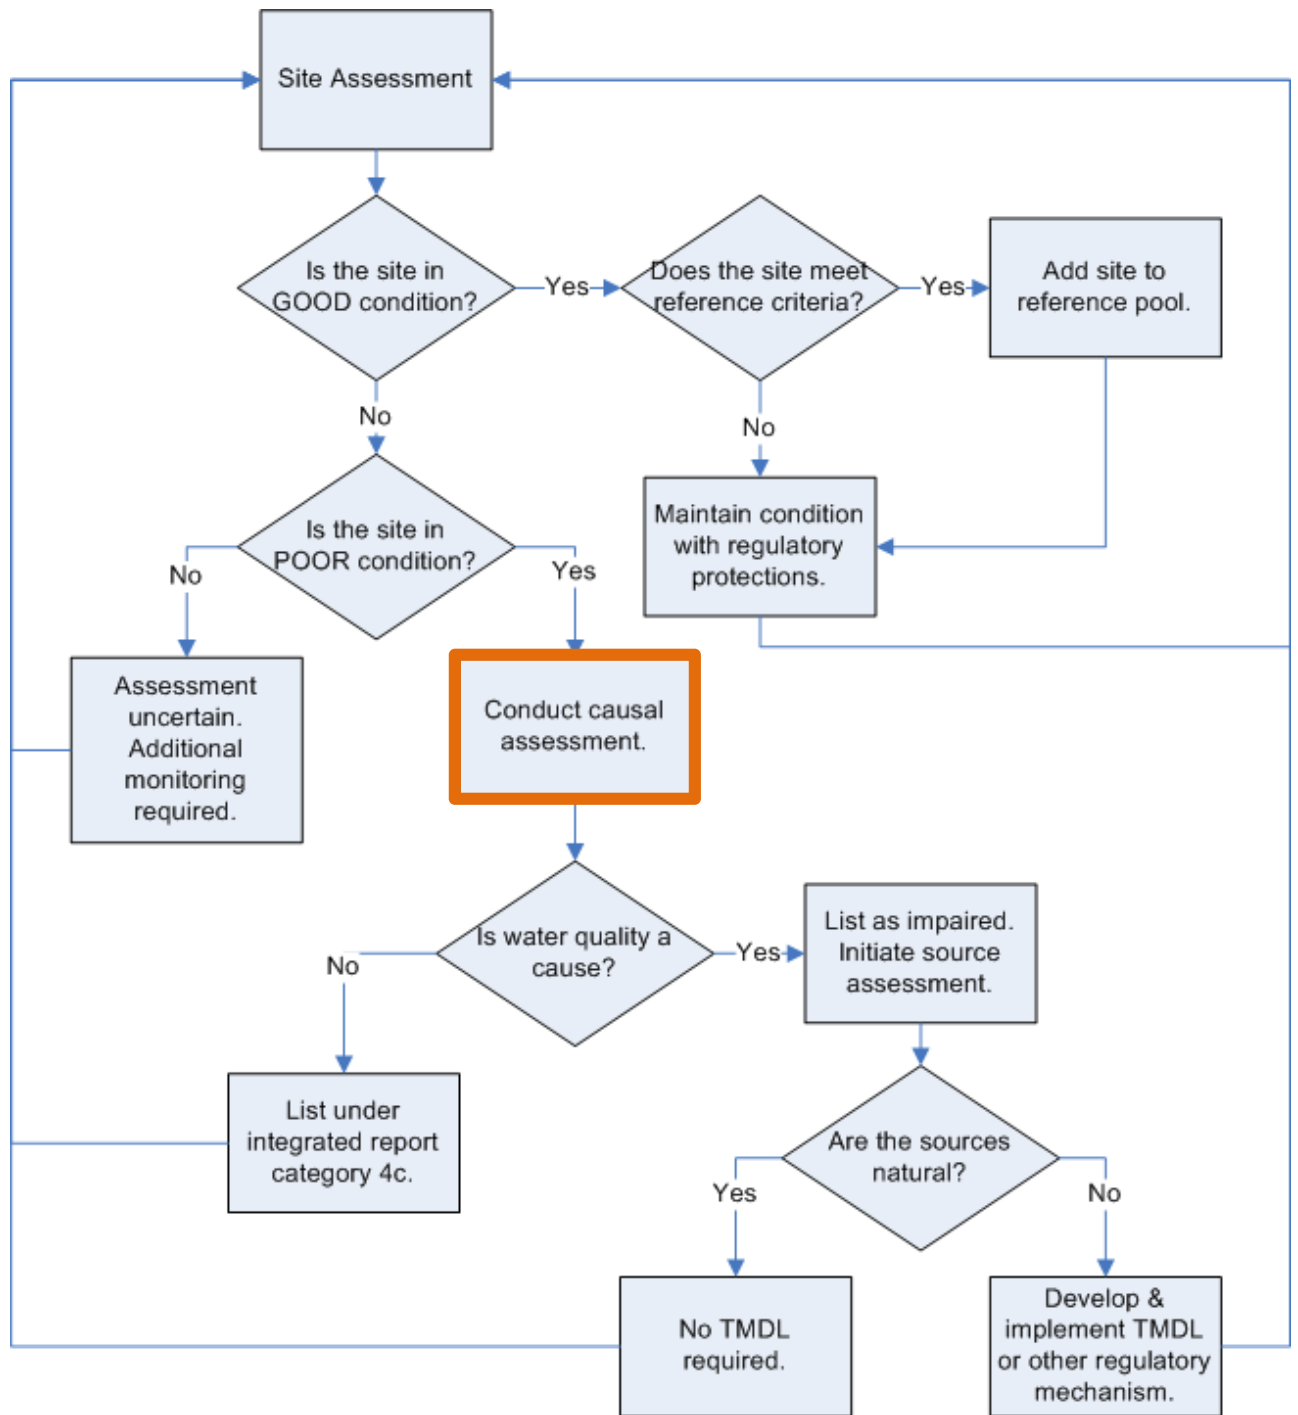 Site Assessment
Is the site in
GOOD condition?
Yes
Does the site meet
reference criteria?
Yes
Add site to
reference pool.
No
No
Maintain condition
with regulatory
protections.
Is the site in
POOR condition?
No
Yes
Assessment
uncertain.
Additional
monitoring
required.
Conduct causal
assessment.
Is water quality a
cause?
No
Yes
List as impaired.
Initiate source
assessment.
List under
integrated report
category 4c.
Are the sources
natural?
Yes
No
No TMDL
required.
Develop &
implement TMDL
or other regulatory
mechanism.